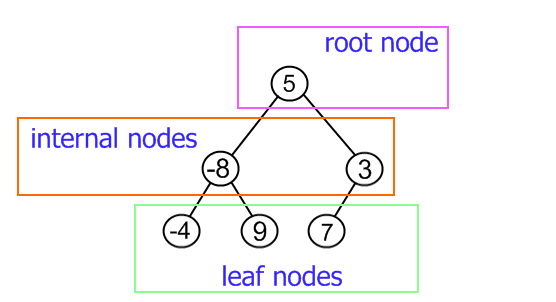 root node
5
internal nodes
-8 3
-4 9 7
leaf nodes